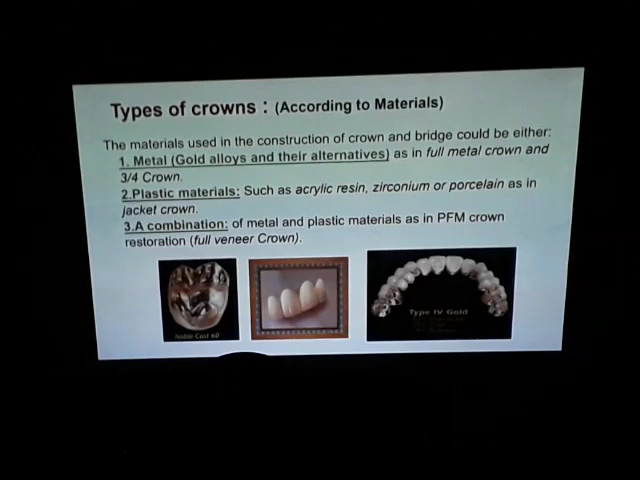 Types of crowns : (According to Materials)
The materials used in the construction of crown and bridge could be either:
1. Metal (Gold alloys and their alternatives) as in full metal crown and
3/4 Crown.
2.Plastic materials: Such as acrylic resin, zirconium or porcelain as in
jacket crown.
3.A combination: of metal and plastic materials as in PFM crown
restoration (full veneer Crown).
Noble Cast 60
Type IV Gold